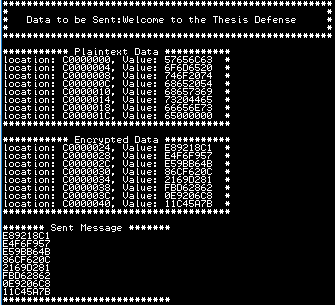 *******************************************************
* Data to be Sent:Welcome to the Thesis Defense *
*******************************************************
*********** Plaintext Data ***********
location: C0000000, Value: 57656C63 *
location: C0000004, Value: 6F6D6520 *
location: C0000008, Value: 746F2074 *
location: C000000C, Value: 68652054 *
location: C0000010, Value: 68657369 *
location: C0000014, Value: 73204465 *
location: C0000018, Value: 66656E73 *
location: C000001C, Value: 65000000 *
**************************************
*********** Encrypted Data ***********
location: C0000024, Value: E89218C1 *
location: C0000028, Value: E4F6F957 *
location: C000002C, Value: E59BB64B *
location: C0000030, Value: 86CF620C *
location: C0000034, Value: 2169D281 *
location: C0000038, Value: FBD62862 *
location: C000003C, Value: 0E9206C8 *
location: C0000040, Value: 11C45A7B *
**************************************
******* Sent Message *******
E89218C1
E4F6F957
E59BB64B
86CF620C
2169D281
FBD62862
0E9206C8
11C45A7B
****************************